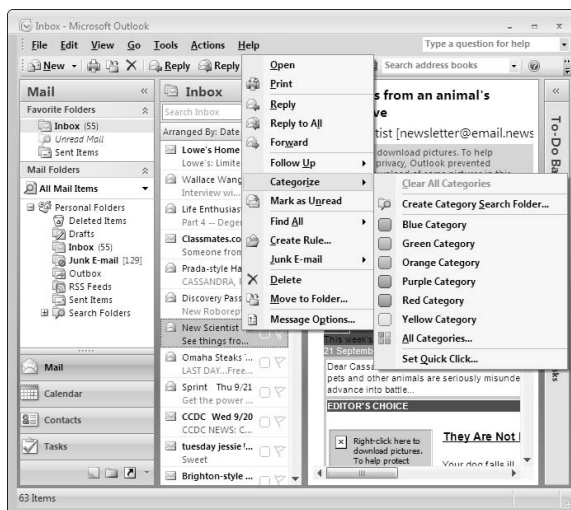 Inbox - Microsoft Outlook
File Edit View Go Tools Actions Help
Type a question for help
New Reply Reply
Search address books
Mail
Favorite Folders
Inbox (55)
Unread Mail
Sent Items
Mail Folders
All Mail Items
Personal Folders
Deleted Items
Drafts
Inbox (55)
Junk E-mail [129]
Outbox
RSS Feeds
Sent Items
Search Folders
Mail
Calendar
Contacts
Tasks
63 Items
Inbox
Search Inbox
Arranged By: Date
Lowe's Home
Lowe's: Limite
Wallace Wang
Interview wi...
Life Enthusias
Part 4 -- Deger
Classmates.co
Someone from
Prada-style Ha
CASSANDRA,
Discovery Pass
New Roborept
New Scientist
See things fro...
Omaha Steaks '...
LAST DAY...Free...
Sprint Thu 9/21
Get the power ...
CCDC Wed 9/20
CCDC NEWS: C...
tuesday jessie '...
Sweet
Brighton-style ...
Open
Print
Reply
Reply to All
Forward
Follow Up
Categorize
Mark as Unread
Find All
Create Rule...
Junk E-mail
Delete
Move to Folder...
Message Options...
Clear All Categories
Create Category Search Folder...
Blue Category
Green Category
Orange Category
Purple Category
Red Category
Yellow Category
All Categories...
Set Quick Click...
s from an animal's
ve
tist [newsletter@email.news
download pictures. To help
privacy, Outlook prevented
This week's
21 Septemb
Dear Cass
pets and other animals are seriously misunde
advance into battle...
EDITOR'S CHOICE
Right-click here to
download pictures.
To help protect
They Are Not
Your dog falls ill
To-Do Ba
sks